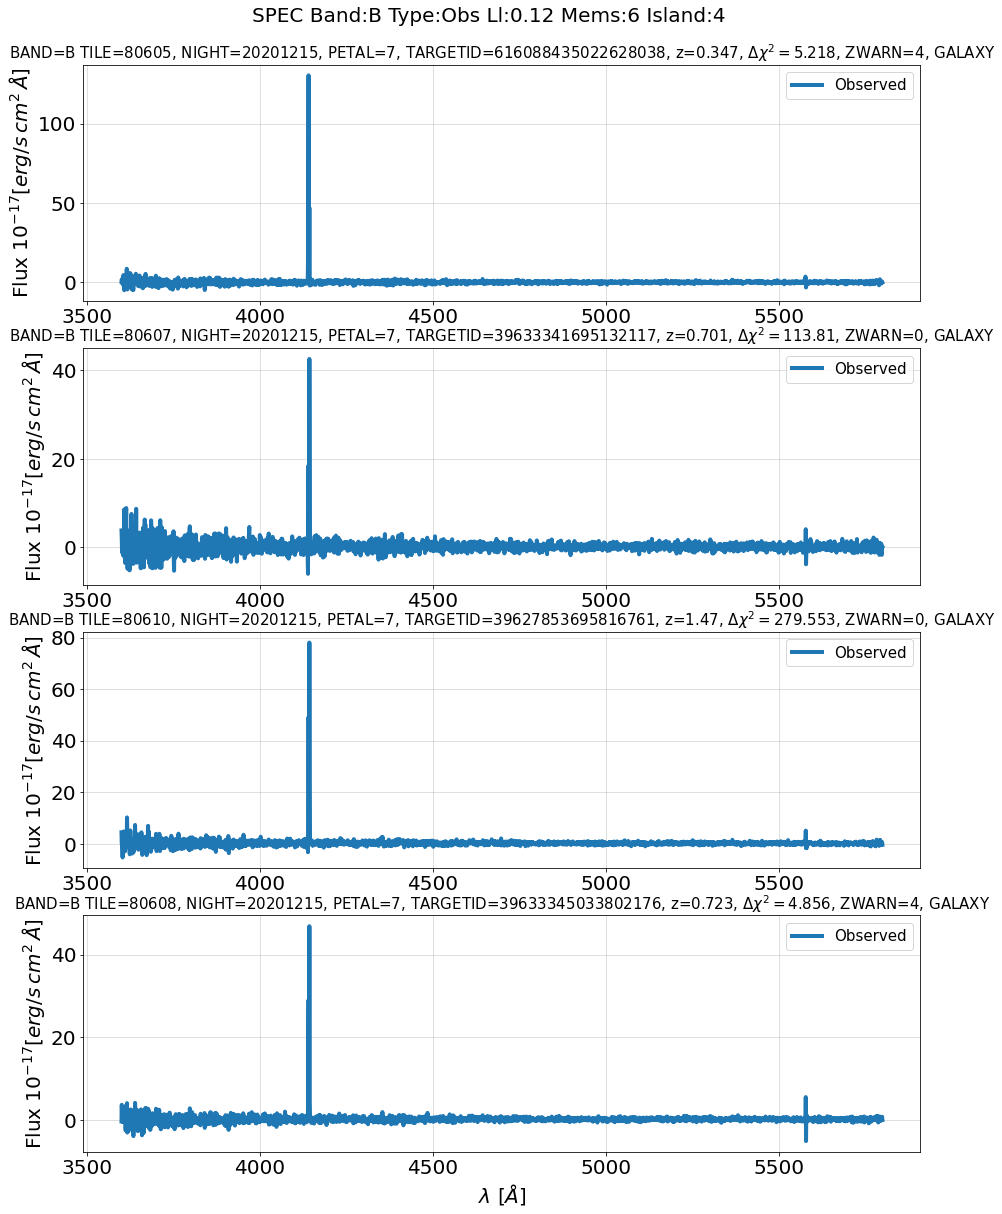 SPEC Band:B Type:Obs Ll:0.12 Mems:6 Island:4
BAND=B TILE=80605, NIGHT=20201215, PETAL=7, TARGETID=616088435022628038, z=0.347, Δχ² = 5.218, ZWARN=4, GALAXY
Flux 10⁻¹⁷[erg/s cm² Å]
100
50
0
Observed
3500 4000 4500 5000 5500
BAND=B TILE=80607, NIGHT=20201215, PETAL=7, TARGETID=39633341695132117, z=0.701, Δχ² = 113.81, ZWARN=0, GALAXY
Flux 10⁻¹⁷[erg/s cm² Å]
40
20
0
Observed
3500 4000 4500 5000 5500
BAND=B TILE=80610, NIGHT=20201215, PETAL=7, TARGETID=39627853695816761, z=1.47, Δχ² = 279.553, ZWARN=0, GALAXY
Flux 10⁻¹⁷[erg/s cm² Å]
80
60
40
20
0
Observed
3500 4000 4500 5000 5500
BAND=B TILE=80608, NIGHT=20201215, PETAL=7, TARGETID=39633345033802176, z=0.723, Δχ² = 4.856, ZWARN=4, GALAXY
Flux 10⁻¹⁷[erg/s cm² Å]
40
20
0
Observed
3500 4000 4500 5000 5500
λ [Å]